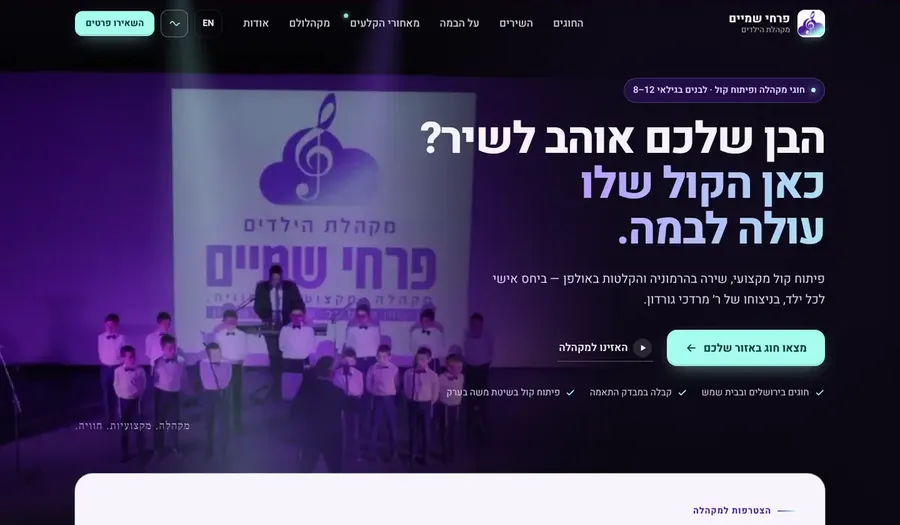 פרחי שמיים
מקהלת הילדים
החוגים
השירים
על הבמה
מאחורי הקלעים
מקהלולם
אודות
EN
השאירו פרטים
חוגי מקהלה ופיתוח קול · לבנים בגילאי 8–12
הבן שלכם אוהב לשיר?
כאן הקול שלו
עולה לבמה.
פיתוח קול מקצועי, שירה בהרמוניה והקלטות באולפן — ביחס אישי
לכל ילד, בניצוחו של ר׳ מרדכי גורדון.
מצאו חוג באזור שלכם
האזינו למקהלה
חוגים בירושלים ובבית שמש
קבלה במבדק התאמה
פיתוח קול בשיטת משה בערק
מקהלת הילדים
פרחי שמיים
מקהלה. מקצועיות. חוויה.
הצטרפות למקהלה